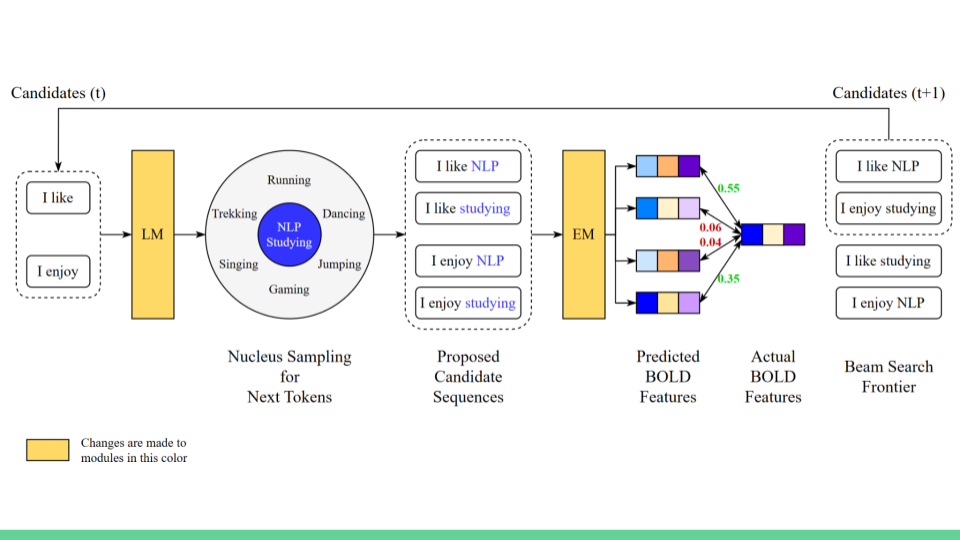 Candidates (t)
Candidates (t+1)
I like
I enjoy
LM
Running
Trekking
Dancing
NLP
Studying
Singing
Jumping
Gaming
I like NLP
I like studying
I enjoy NLP
I enjoy studying
EM
0.55
0.06
0.04
0.35
I like NLP
I enjoy studying
I like studying
I enjoy NLP
Nucleus Sampling
for
Next Tokens
Proposed
Candidate
Sequences
Predicted
BOLD
Features
Actual
BOLD
Features
Beam Search
Frontier
Changes are made to
modules in this color